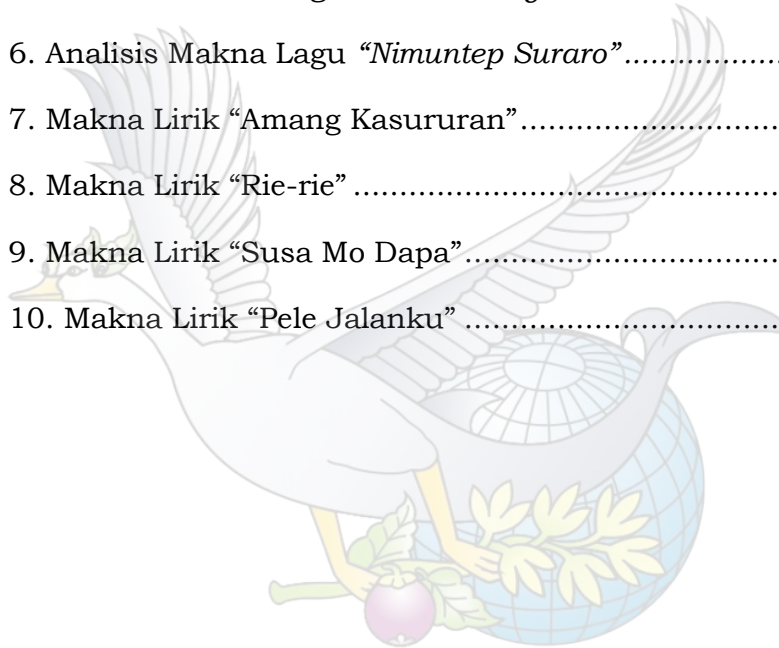 6. Analisis Makna Lagu “Nimuntep Suraro”....................
7. Makna Lirik “Amang Kasururan”..............................
8. Makna Lirik “Rie-rie” ................................................
9. Makna Lirik “Susa Mo Dapa”....................................
10. Makna Lirik “Pele Jalanku” ....................................